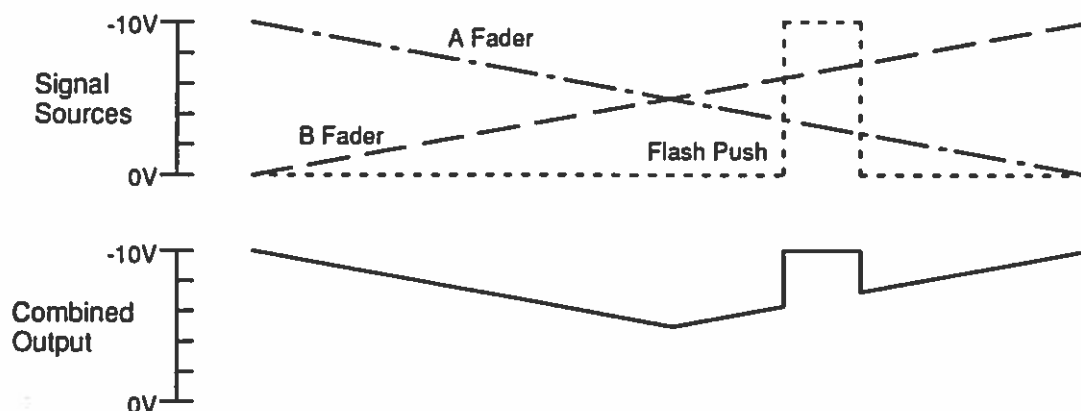 -10V
A Fader
Signal
Sources
B Fader
Flash Push
0V
-10V
Combined
Output
0V